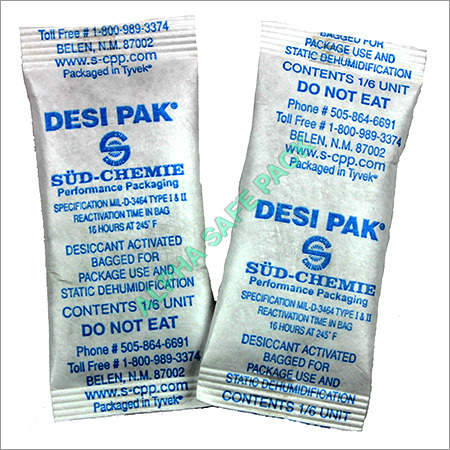 Toll Free # 1-800-989-3374
BELEN, N.M. 87002
www.s-cpp.com
Packaged in Tyvek®
DESI PAK®
S
SÜD-CHEMIE
Performance Packaging
SPECIFICATION MIL-D-3464 TYPE I & II
REACTIVATION TIME IN BAG
16 HOURS AT 245° F
DESICCANT ACTIVATED
BAGGED FOR
PACKAGE USE AND
STATIC DEHUMIDIFICATION
CONTENTS 1/6 UNIT
DO NOT EAT
Phone # 505-864-6691
Toll Free # 1-800-989-3374
BELEN, N.M. 87002
www.s-cpp.com
Packaged in Tyvek®
BAGGED FOR
PACKAGE USE AND
STATIC DEHUMIDIFICATION
CONTENTS 1/6 UNIT
DO NOT EAT
Phone # 505-864-6691
Toll Free # 1-800-989-3374
BELEN, N.M. 87002
www.s-cpp.com
Packaged in Tyvek®
DESI PAK®
S
SÜD-CHEMIE
Performance Packaging
SPECIFICATION MIL-D-3464 TYPE I & II
REACTIVATION TIME IN BAG
16 HOURS AT 245° F
DESICCANT ACTIVATED
BAGGED FOR
PACKAGE USE AND
STATIC DEHUMIDIFICATION
CONTENTS 1/6 UNIT
ALPHA SAFE PACK